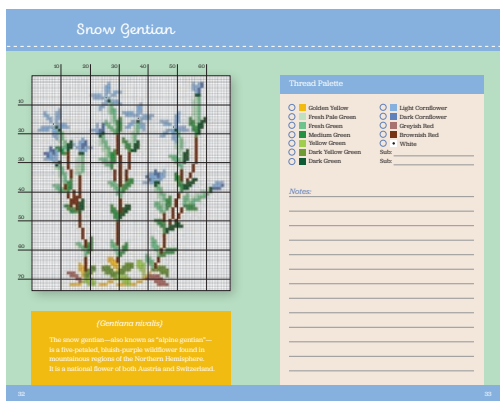 Snow Gentian
10 20 30 40 50 60
10
20
30
40
50
60
70
{Gentiana nivalis}
The snow gentian—also known as "alpine gentian"—
is a five-petaled, bluish-purple wildflower found in
mountainous regions of the Northern Hemisphere.
It is a national flower of both Austria and Switzerland.
32
Thread Palette
Golden Yellow
Fresh Pale Green
Fresh Green
Medium Green
Yellow Green
Dark Yellow Green
Dark Green
Light Cornflower
Dark Cornflower
Grayish Red
Brownish Red
White
Sub:
Sub:
Notes:
33